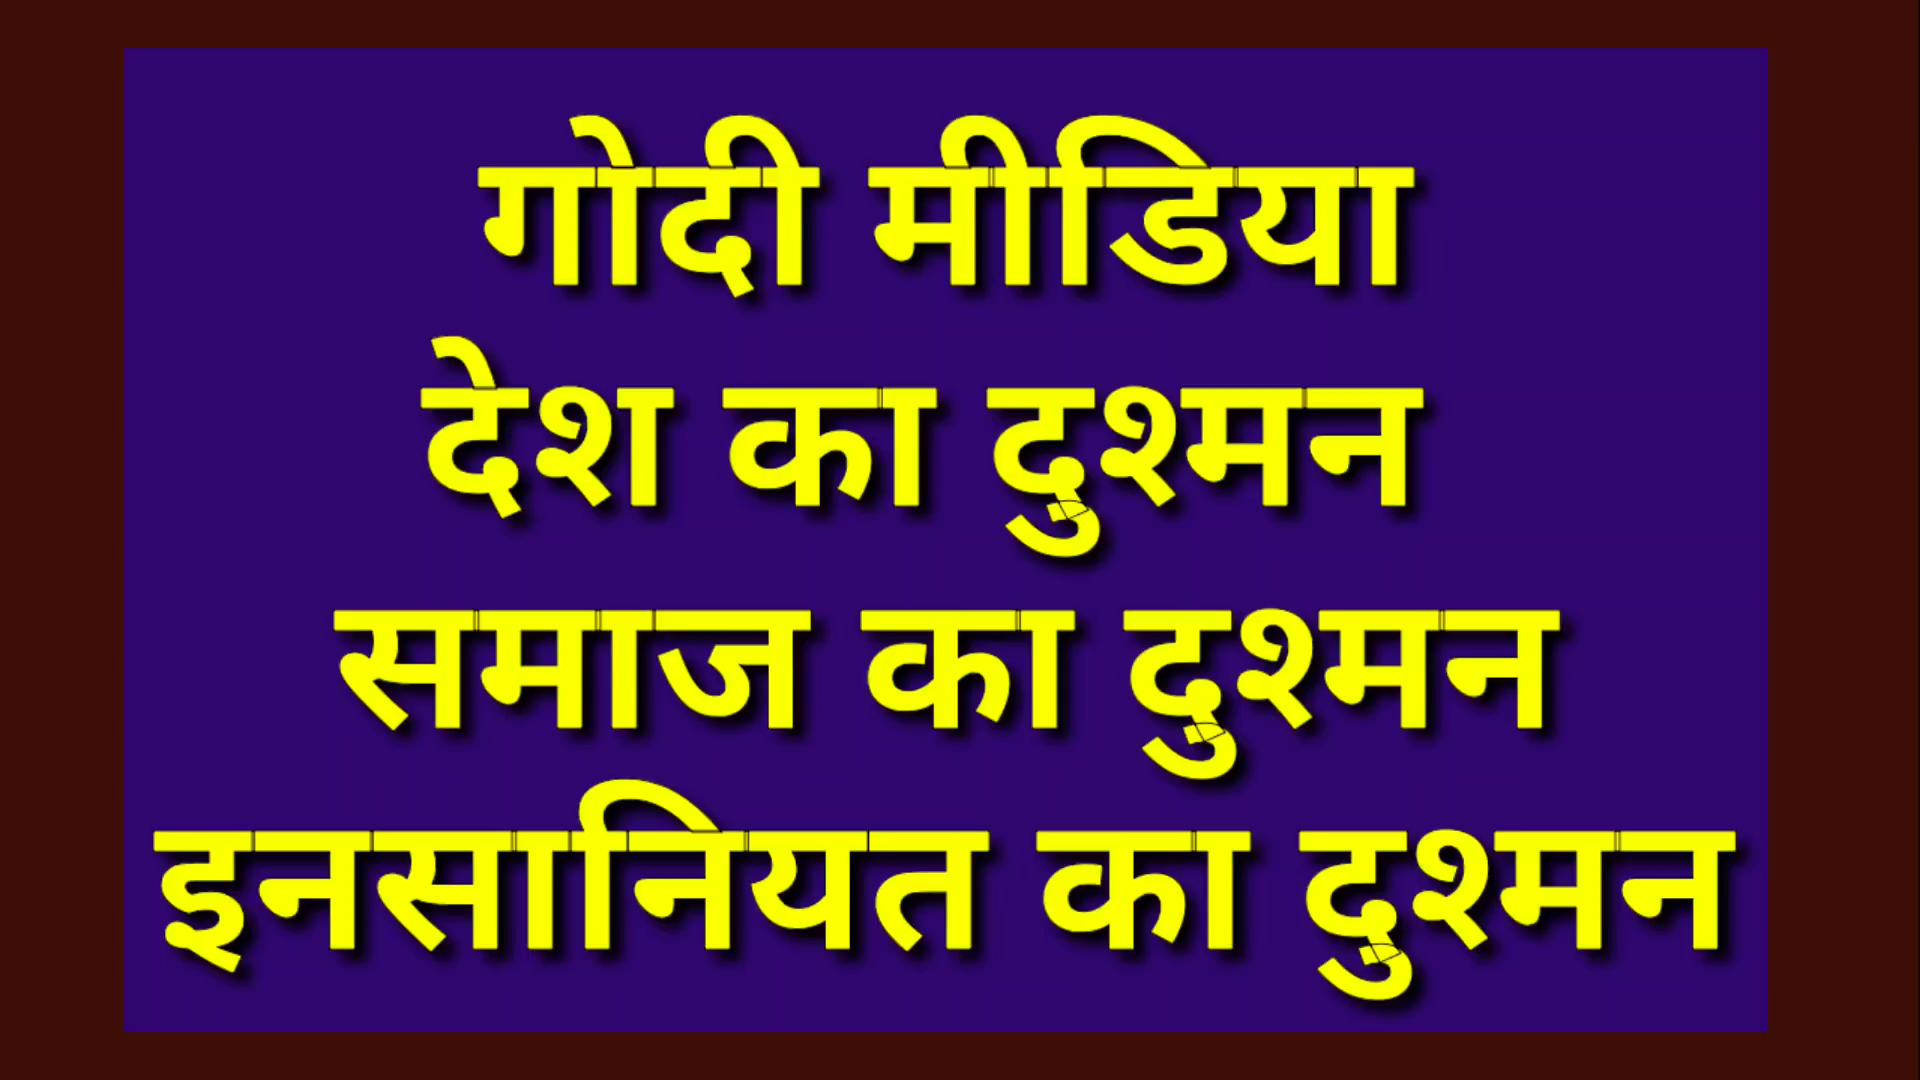 गोदी मीडिया
देश का दुश्मन
समाज का दुश्मन
इनसानियत का दुश्मन